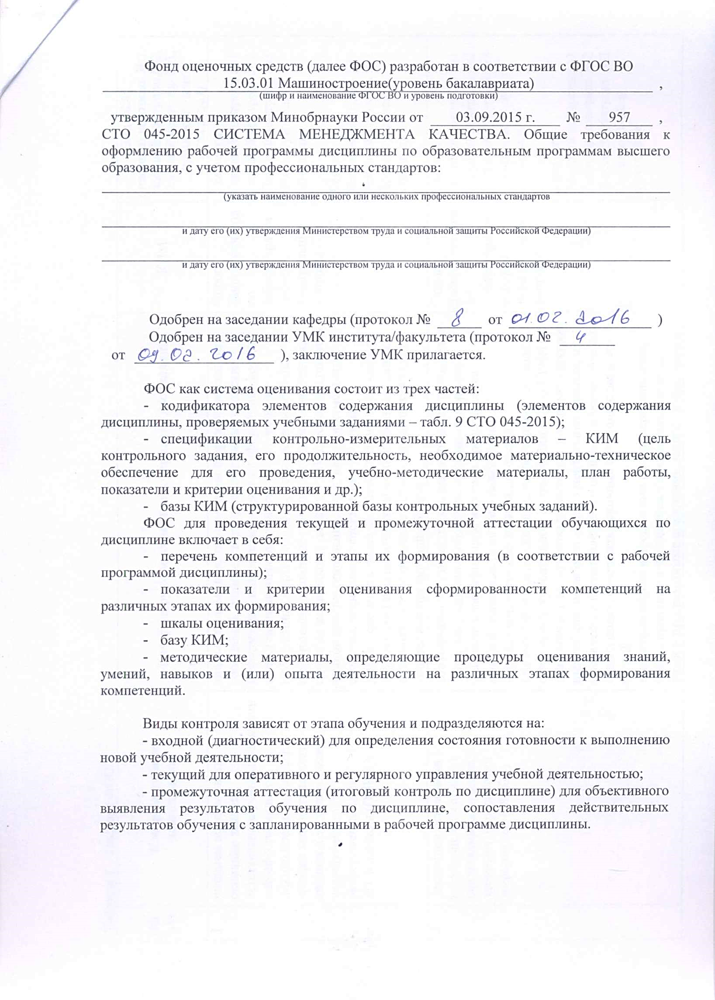 Фонд оценочных средств (далее ФОС) разработан в соответствии с ФГОС ВО
15.03.01 Машиностроение(уровень бакалавриата) ,
(шифр и наименование ФГОС ВО и уровень подготовки)
утвержденным приказом Минобрнауки России от 03.09.2015 г. № 957 ,
СТО 045-2015 СИСТЕМА МЕНЕДЖМЕНТА КАЧЕСТВА. Общие требования к
оформлению рабочей программы дисциплины по образовательным программам высшего
образования, с учетом профессиональных стандартов:
(указать наименование одного или нескольких профессиональных стандартов
и дату его (их) утверждения Министерством труда и социальной защиты Российской Федерации)
и дату его (их) утверждения Министерством труда и социальной защиты Российской Федерации)
Одобрен на заседании кафедры (протокол № 8 от 01.02.2016 )
Одобрен на заседании УМК института/факультета (протокол № 4
от 09.02.2016 ), заключение УМК прилагается.
ФОС как система оценивания состоит из трех частей:
- кодификатора элементов содержания дисциплины (элементов содержания
дисциплины, проверяемых учебными заданиями – табл. 9 СТО 045-2015);
- спецификации контрольно-измерительных материалов – КИМ (цель
контрольного задания, его продолжительность, необходимое материально-техническое
обеспечение для его проведения, учебно-методические материалы, план работы,
показатели и критерии оценивания и др.);
- базы КИМ (структурированной базы контрольных учебных заданий).
ФОС для проведения текущей и промежуточной аттестации обучающихся по
дисциплине включает в себя:
- перечень компетенций и этапы их формирования (в соответствии с рабочей
программой дисциплины);
- показатели и критерии оценивания сформированности компетенций на
различных этапах их формирования;
- шкалы оценивания;
- базу КИМ;
- методические материалы, определяющие процедуры оценивания знаний,
умений, навыков и (или) опыта деятельности на различных этапах формирования
компетенций.
Виды контроля зависят от этапа обучения и подразделяются на:
- входной (диагностический) для определения состояния готовности к выполнению
новой учебной деятельности;
- текущий для оперативного и регулярного управления учебной деятельностью;
- промежуточная аттестация (итоговый контроль по дисциплине) для объективного
выявления результатов обучения по дисциплине, сопоставления действительных
результатов обучения с запланированными в рабочей программе дисциплины.